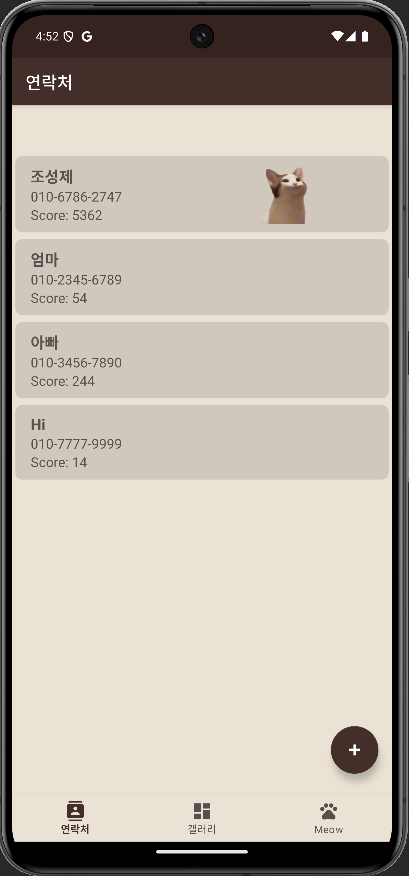 4:52
연락처
조성제
010-6786-2747
Score: 5362
엄마
010-2345-6789
Score: 54
아빠
010-3456-7890
Score: 244
Hi
010-7777-9999
Score: 14
+
연락처
갤러리
Meow